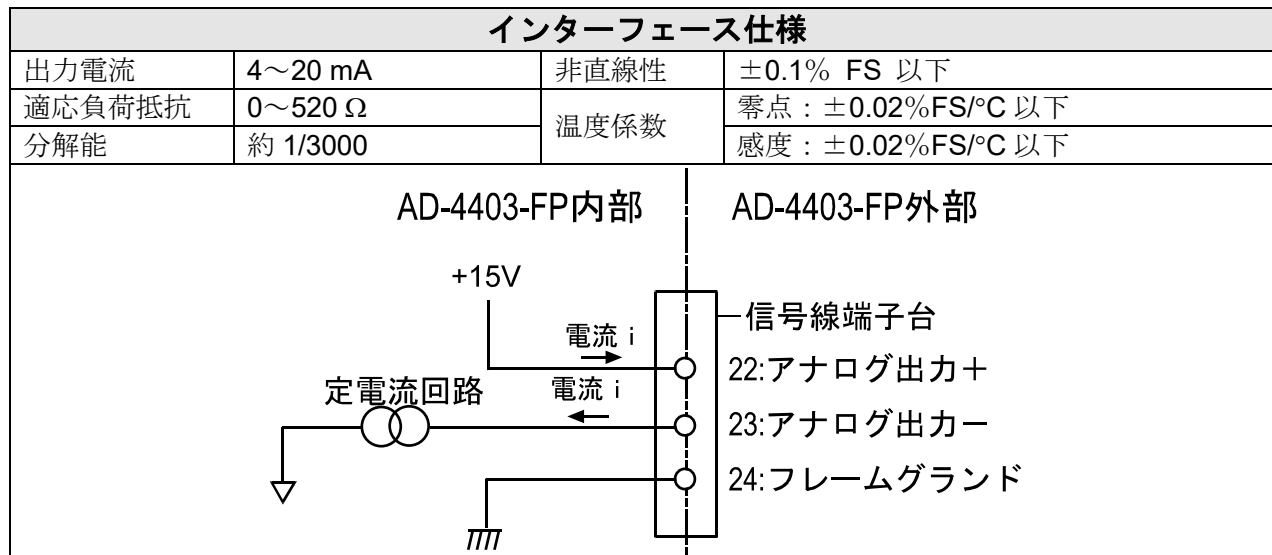 インターフェース仕様
出力電流 4～20 mA 非直線性 ±0.1% FS 以下
適応負荷抵抗 0～520 Ω 温度係数 零点：±0.02%FS/°C 以下
分解能 約 1/3000 感度：±0.02%FS/°C 以下
AD-4403-FP内部 AD-4403-FP外部
+15V
信号線端子台
電流 i
22:アナログ出力＋
定電流回路 電流 i
23:アナログ出力－
24:フレームグランド